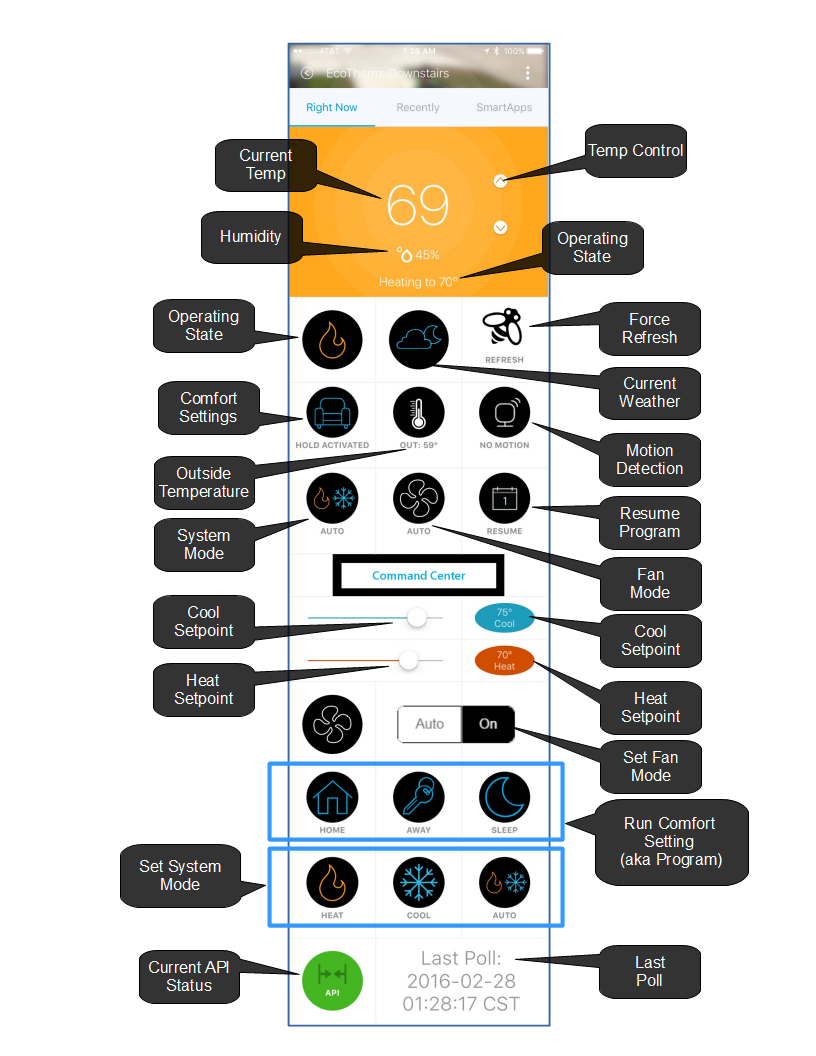 AT&T 1:28 AM 100%
EcoTherm: Downstairs
Right Now Recently SmartApps
Current
Temp
Temp Control
69
Humidity
45%
Operating
State
Heating to 70°
Operating
State
REFRESH
Force
Refresh
Current
Weather
Comfort
Settings
HOLD ACTIVATED
OUT: 59°
NO MOTION
Motion
Detection
Outside
Temperature
1
System
Mode
AUTO
AUTO
RESUME
Resume
Program
Fan
Mode
Command Center
Cool
Setpoint
75°
Cool
Cool
Setpoint
Heat
Setpoint
70°
Heat
Heat
Setpoint
Auto On
Set Fan
Mode
HOME AWAY SLEEP
Run Comfort
Setting
(aka Program)
Set System
Mode
HEAT COOL AUTO
Current API
Status
API
Last Poll:
2016-02-28
01:28:17 CST
Last
Poll